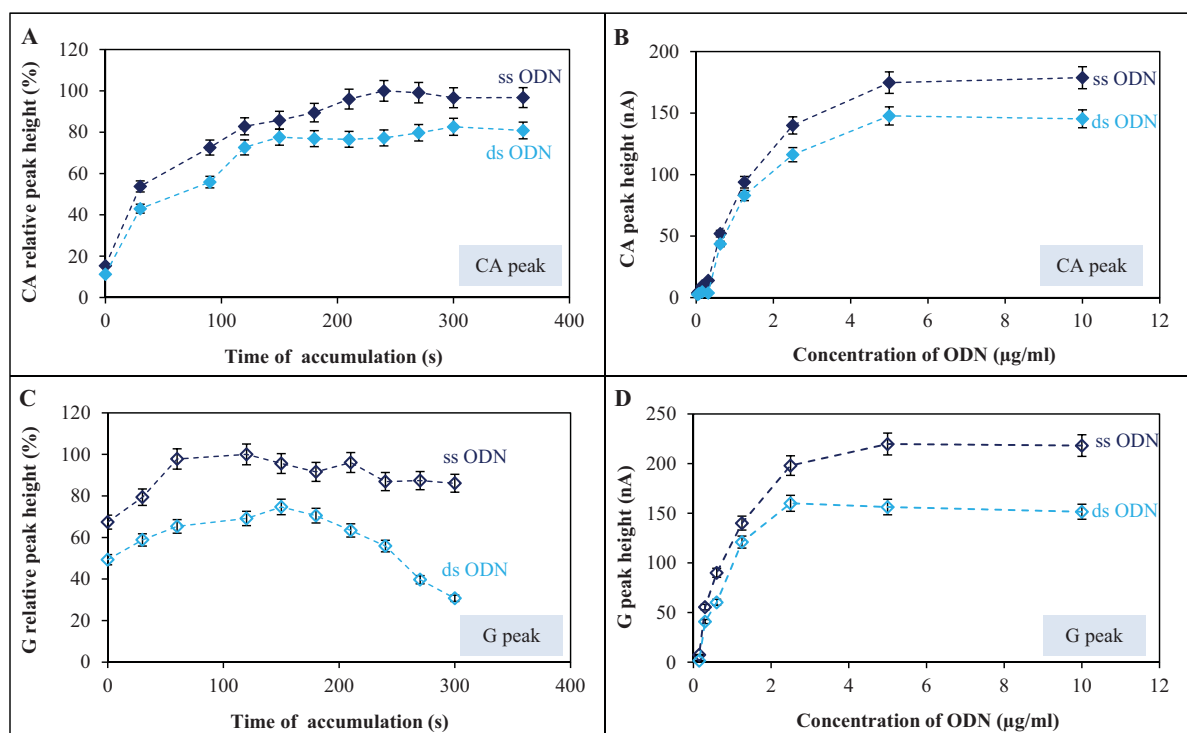 A
CA relative peak height (%)
120
100
80
60
40
20
0
ss ODN
ds ODN
CA peak
0 100 200 300 400
Time of accumulation (s)
B
CA peak height (nA)
200
150
100
50
0
ss ODN
ds ODN
CA peak
0 2 4 6 8 10 12
Concentration of ODN (µg/ml)
C
G relative peak height (%)
120
100
80
60
40
20
0
ss ODN
ds ODN
G peak
0 100 200 300 400
Time of accumulation (s)
D
G peak height (nA)
250
200
150
100
50
0
ss ODN
ds ODN
G peak
0 2 4 6 8 10 12
Concentration of ODN (µg/ml)